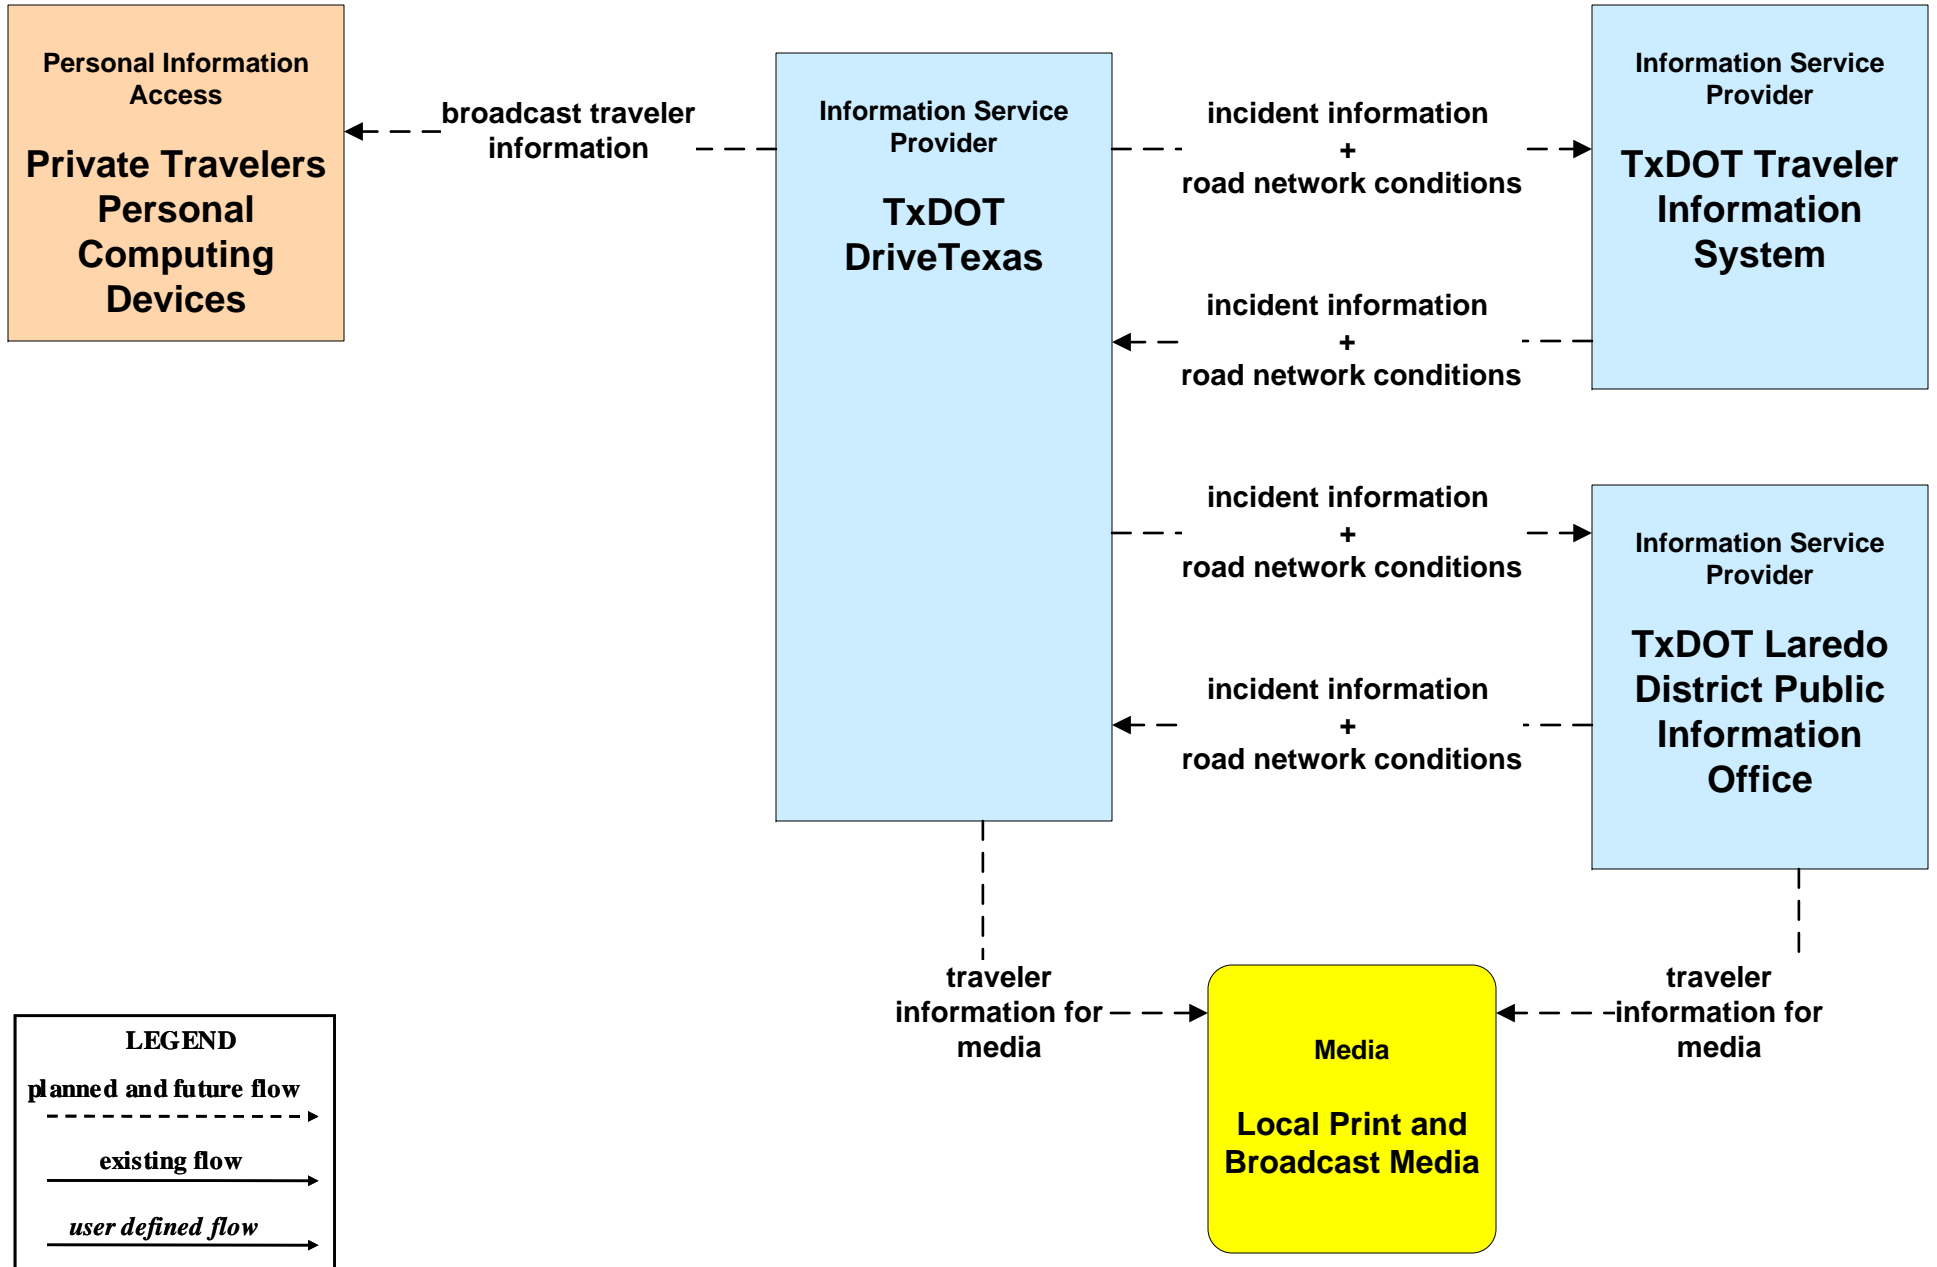 Personal Information
Access
Private Travelers
Personal
Computing
Devices
broadcast traveler
information
Information Service
Provider
TxDOT
DriveTexas
incident information
+
road network conditions
incident information
+
road network conditions
incident information
+
road network conditions
incident information
+
road network conditions
Information Service
Provider
TxDOT Traveler
Information
System
Information Service
Provider
TxDOT Laredo
District Public
Information
Office
traveler
information for
media
Media
Local Print and
Broadcast Media
traveler
information for
media
LEGEND
planned and future flow
existing flow
user defined flow